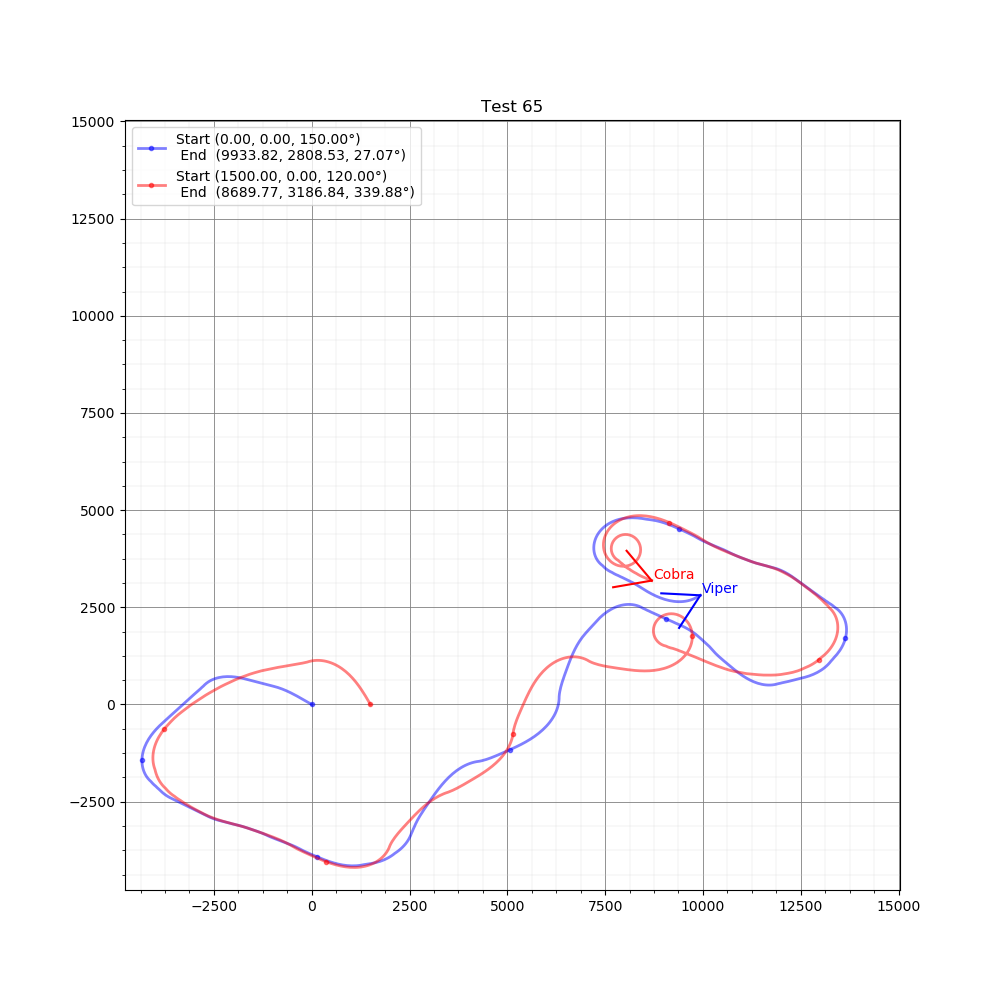 Test 65
Start (0.00, 0.00, 150.00°)
End (9933.82, 2808.53, 27.07°)
Start (1500.00, 0.00, 120.00°)
End (8689.77, 3186.84, 339.88°)
15000
12500
10000
7500
5000
2500
0
−2500
Cobra
Viper
−2500 0 2500 5000 7500 10000 12500 15000